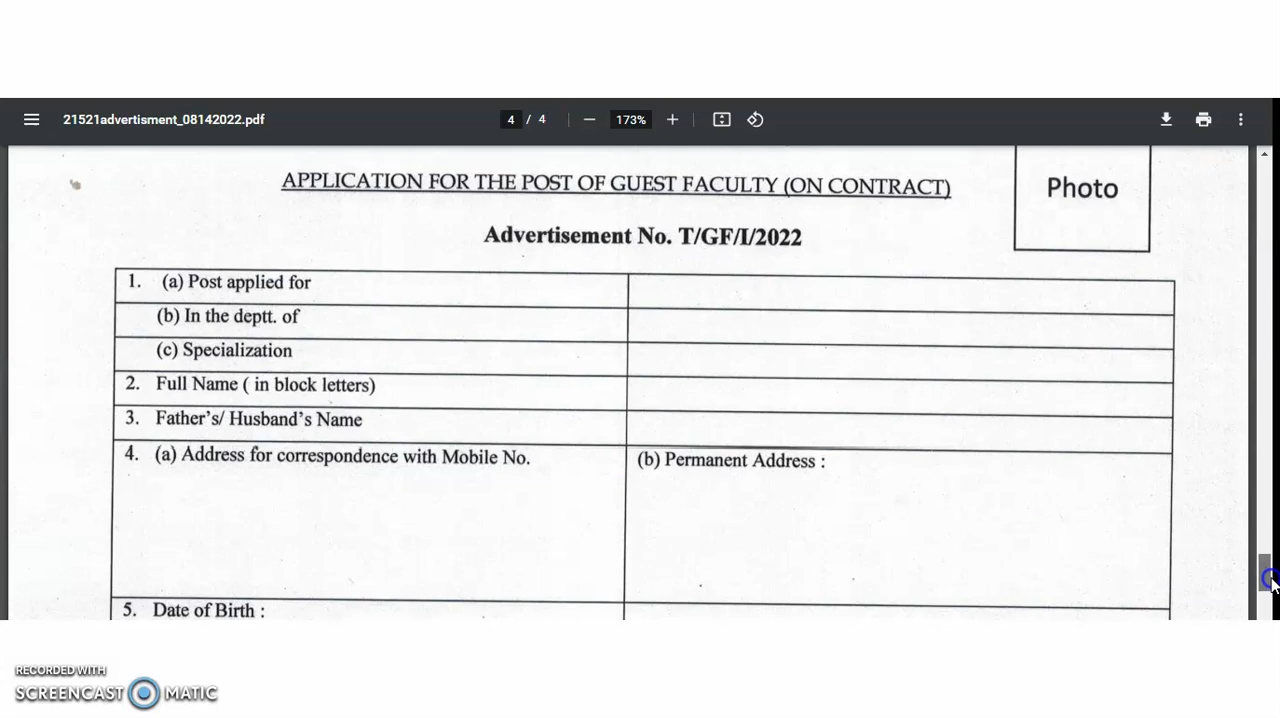 21521advertisment_08142022.pdf
4 / 4
173%
APPLICATION FOR THE POST OF GUEST FACULTY (ON CONTRACT)
Photo
Advertisement No. T/GF/I/2022
1. (a) Post applied for
(b) In the deptt. of
(c) Specialization
2. Full Name ( in block letters)
3. Father's/ Husband's Name
4. (a) Address for correspondence with Mobile No.
(b) Permanent Address :
5. Date of Birth :
RECORDED WITH
SCREENCAST MATIC